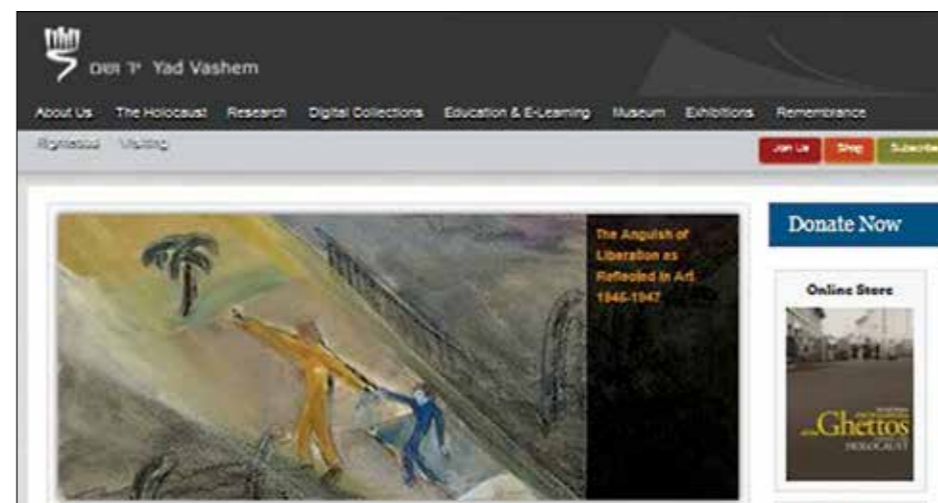 יד ושם Yad Vashem
About Us The Holocaust Research Digital Collections Education & E-Learning Museum Exhibitions Remembrance
Righteous Visiting
Join Us Shop Subscribe
The Anguish of
Liberation as
Reflected in Art
1945-1947
Donate Now
Online Store
Ghettos
HOLOCAUST